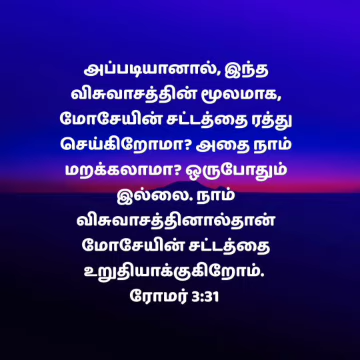 அப்படியானால், இந்த
விசுவாசத்தின் மூலமாக,
மோசேயின் சட்டத்தை ரத்து
செய்கிறோமா? அதை நாம்
மறக்கலாமா? ஒருபோதும்
இல்லை. நாம்
விசுவாசத்தினால்தான்
மோசேயின் சட்டத்தை
உறுதியாக்குகிறோம்.
ரோமர் 3:31